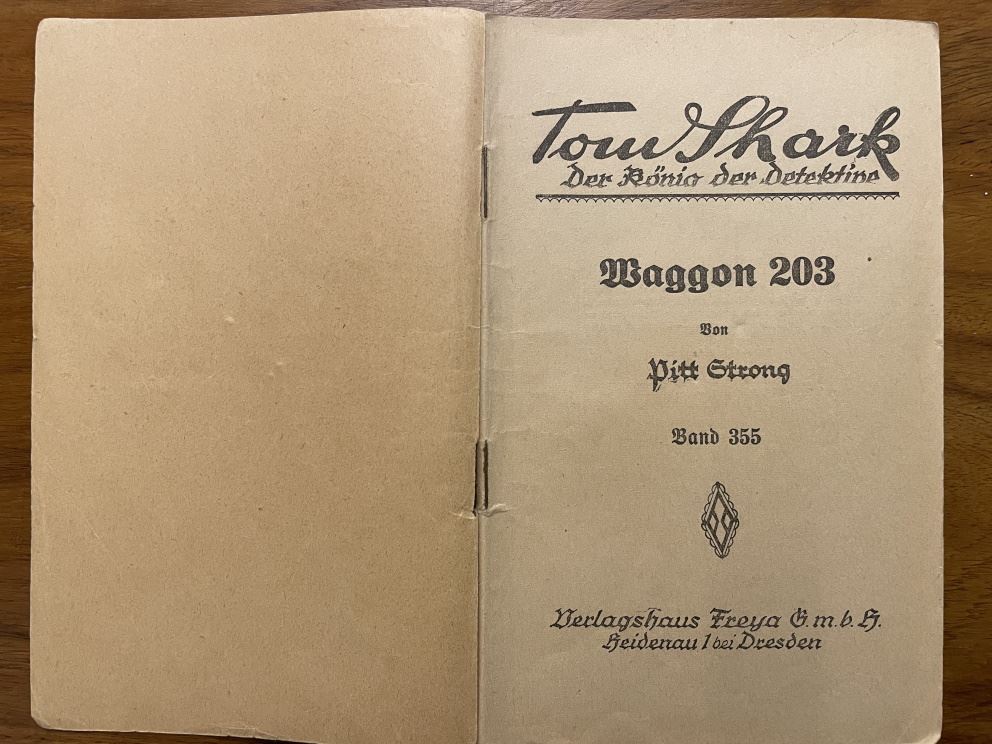 Tom Shark
Der König der Detektive
Waggon 203
Von
Pitt Strong
Band 355
Verlagshaus Freya G. m. b. H.
Heidenau 1 bei Dresden